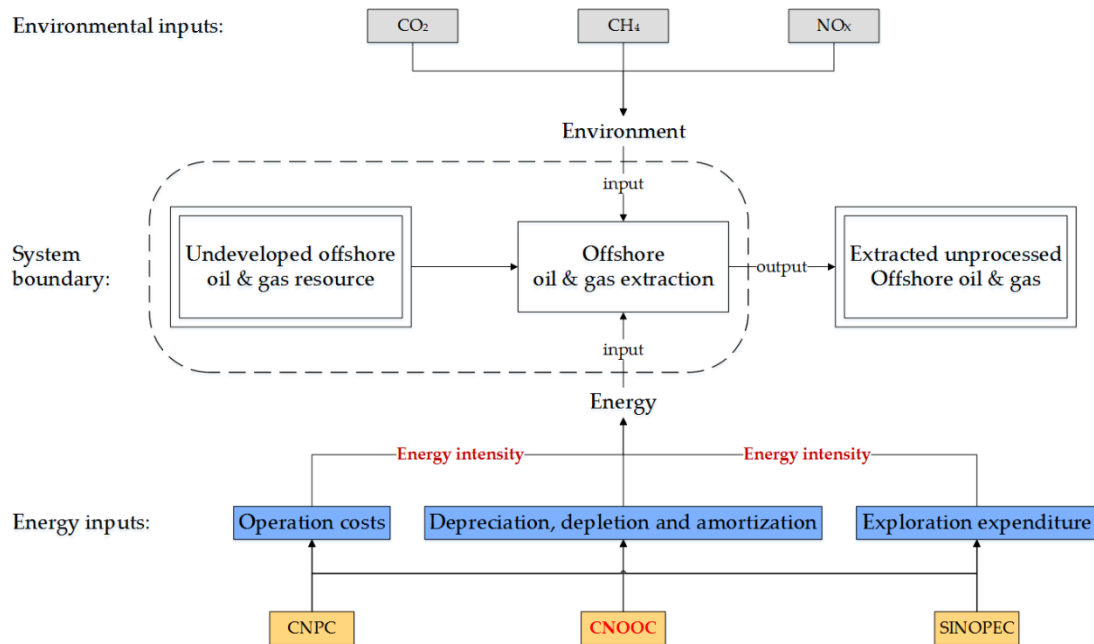 Environmental inputs:
CO₂
CH₄
NOₓ
Environment
input
System
boundary:
Undeveloped offshore
oil & gas resource
Offshore
oil & gas extraction
output
Extracted unprocessed
Offshore oil & gas
input
Energy
Energy intensity
Energy intensity
Energy inputs:
Operation costs
Depreciation, depletion and amortization
Exploration expenditure
CNPC
CNOOC
SINOPEC